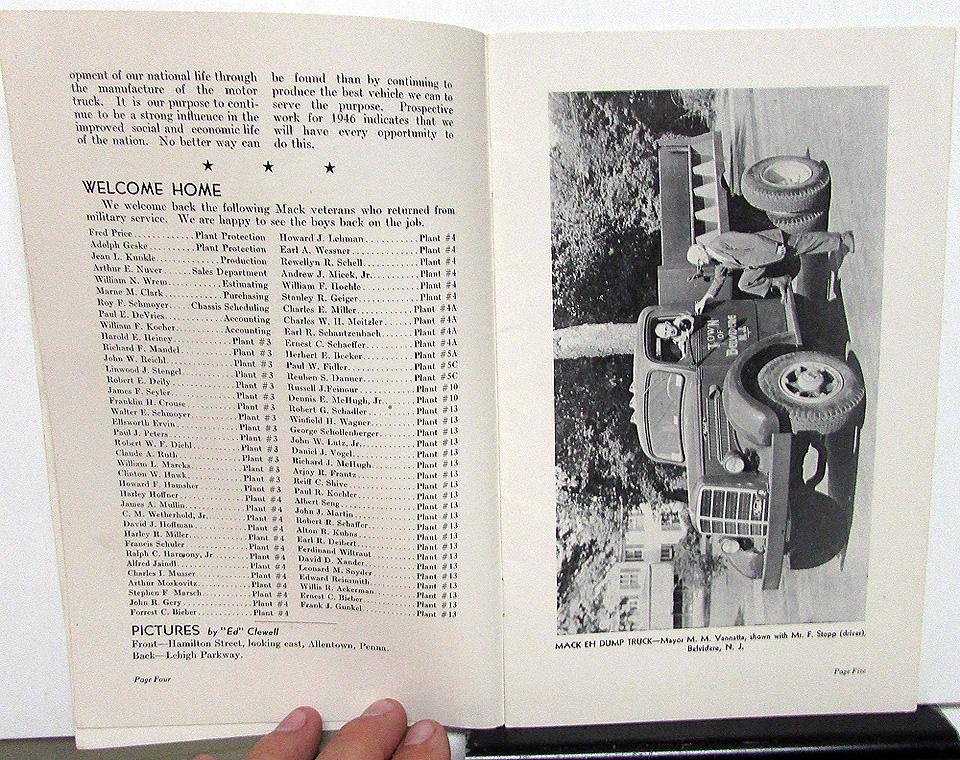 opment of our national life through
the manufacture of the motor
truck. It is our purpose to conti-
nue to be a strong influence in the
improved social and economic life
of the nation. No better way can
be found than by continuing to
produce the best vehicle we can to
serve the purpose. Prospective
work for 1946 indicates that we
will have every opportunity to
do this.
WELCOME HOME
We welcome back the following Mack veterans who returned from
military service. We are happy to see the boys back on the job.
Fred Price Plant Protection
Adolph Geske Plant Protection
Jean L. Kunkle Production
Arthur E. Nuver Sales Department
William N. Wrem Estimating
Marne M. Clark Purchasing
Roy F. Schmoyer Chassis Scheduling
Paul E. DeVries Accounting
William F. Kocher Accounting
Harold E. Heiney Plant #3
Richard F. Mandel Plant #3
John W. Reichl Plant #3
Linwood J. Stengel Plant #3
Robert E. Deily Plant #3
James F. Seyler Plant #3
Franklin H. Crouse Plant #3
Walter E. Schmoyer Plant #3
Ellsworth Ervin Plant #3
Paul J. Peters Plant #3
Robert W. F. Diehl Plant #3
Claude A. Ruth Plant #3
William L. Marcks Plant #3
Clinton W. Hawk Plant #3
Howard F. Hamsher Plant #3
Harley Hoffner Plant #4
James A. Mullin Plant #4
C. M. Wetherhold, Jr. Plant #4
David J. Hoffman Plant #4
Harley R. Miller Plant #4
Francis Schuler Plant #4
Ralph C. Harmony, Jr Plant #4
Alfred Jaindl Plant #4
Charles I. Musser Plant #4
Arthur Moskovitz Plant #4
Stephen F. Marsch Plant #4
John R. Gery Plant #4
Forrest C. Bieber Plant #4
Howard J. Lehman Plant #4
Earl A. Wessner Plant #4
Rewellyn R. Schell Plant #4
Andrew J. Micek, Jr. Plant #4
William F. Hoehle Plant #4
Stanley R. Geiger Plant #4
Charles E. Miller Plant #4A
Charles W. H. Meitzler Plant #4A
Earl R. Schantzenbach Plant #4A
Ernest C. Schaeffer Plant #4A
Herbert E. Becker Plant #5A
Paul W. Fidler Plant #5C
Reuben S. Danner Plant #5C
Russell J. Feinour Plant #10
Dennis E. McHugh, Jr. Plant #10
Robert G. Schadler Plant #13
Winfield H. Wagner Plant #13
George Schollenberger Plant #13
John W. Lutz, Jr. Plant #13
Daniel J. Vogel Plant #13
Richard J. McHugh Plant #13
Arjay R. Frantz Plant #13
Reiff C. Shive Plant #13
Paul R. Kochler Plant #13
Albert Seng Plant #13
John J. Martin Plant #13
Robert R. Schaffer Plant #13
Alton R. Kuhns Plant #13
Earl R. Deibert Plant #13
Ferdinand Wiltraut Plant #13
David D. Xander Plant #13
Leonard M. Snyder Plant #13
Edward Reinsmith Plant #13
Willis R. Ackerman Plant #13
Ernest C. Bieber Plant #13
Frank J. Gunkel Plant #13
PICTURES by "Ed" Clewell
Front—Hamilton Street, looking east, Allentown, Penna.
Back—Lehigh Parkway.
Page Four
TOWN
OF
BELVIDERE
N.J.
MACK EH DUMP TRUCK—Mayor M. M. Vannatta, shown with Mr. F. Stopp (driver),
Belvidere, N. J.
Page Five